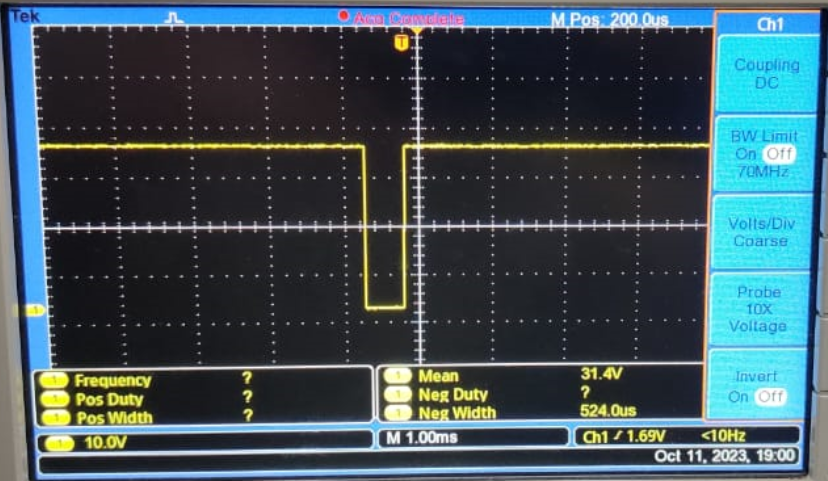 Tek
Acq Complete
M Pos: 200.0us
Ch1
T
Coupling
DC
BW Limit
On Off
70MHz
Volts/Div
Coarse
Probe
10X
Voltage
Invert
On Off
1
1 Frequency ?
1 Pos Duty ?
1 Pos Width ?
1 Mean 31.4V
1 Neg Duty ?
1 Neg Width 524.0us
1 10.0V
M 1.00ms
Ch1 / 1.69V <10Hz
Oct 11, 2023, 19:00